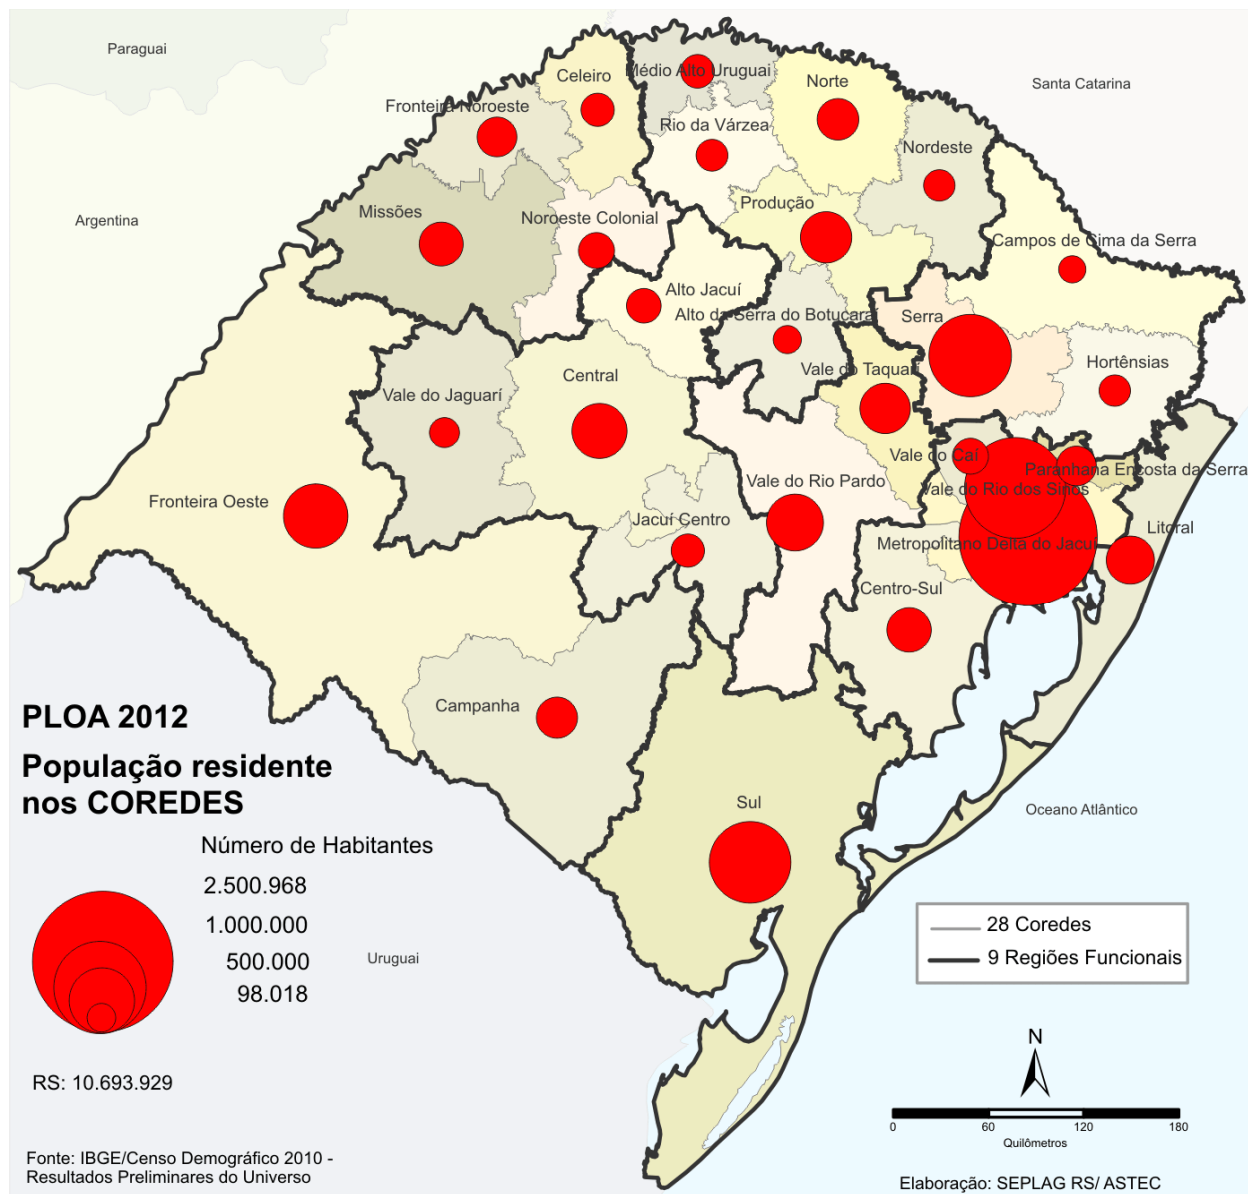 Paraguai
Santa Catarina
Argentina
Celeiro
Médio Alto Uruguai
Norte
Fronteira Noroeste
Rio da Várzea
Nordeste
Missões
Noroeste Colonial
Produção
Campos de Cima da Serra
Alto Jacuí
Alto da Serra do Botucaraí
Serra
Central
Vale do Taquari
Hortênsias
Vale do Jaguarí
Vale do Caí
Paranhana Encosta da Serra
Fronteira Oeste
Vale do Rio Pardo
Vale do Rio dos Sinos
Jacuí Centro
Litoral
Metropolitano Delta do Jacuí
Centro-Sul
Campanha
Sul
Oceano Atlântico
Uruguai
PLOA 2012
População residente
nos COREDES
Número de Habitantes
2.500.968
1.000.000
500.000
98.018
RS: 10.693.929
Fonte: IBGE/Censo Demográfico 2010 -
Resultados Preliminares do Universo
28 Coredes
9 Regiões Funcionais
N
0 60 120 180
Quilômetros
Elaboração: SEPLAG RS/ ASTEC